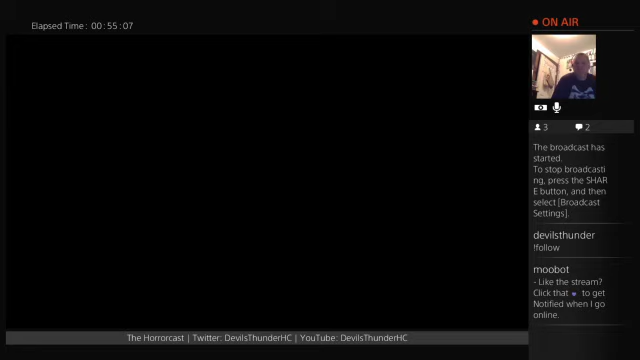 Elapsed Time : 00:55:07
ON AIR
3
2
The broadcast has
started.
To stop broadcasti
ng, press the SHAR
E button, and then
select [Broadcast
Settings].
devilsthunder
!follow
moobot
- Like the stream?
Click that to get
Notified when I go
online.
The Horrorcast | Twitter: DevilsThunderHC | YouTube: DevilsThunderHC